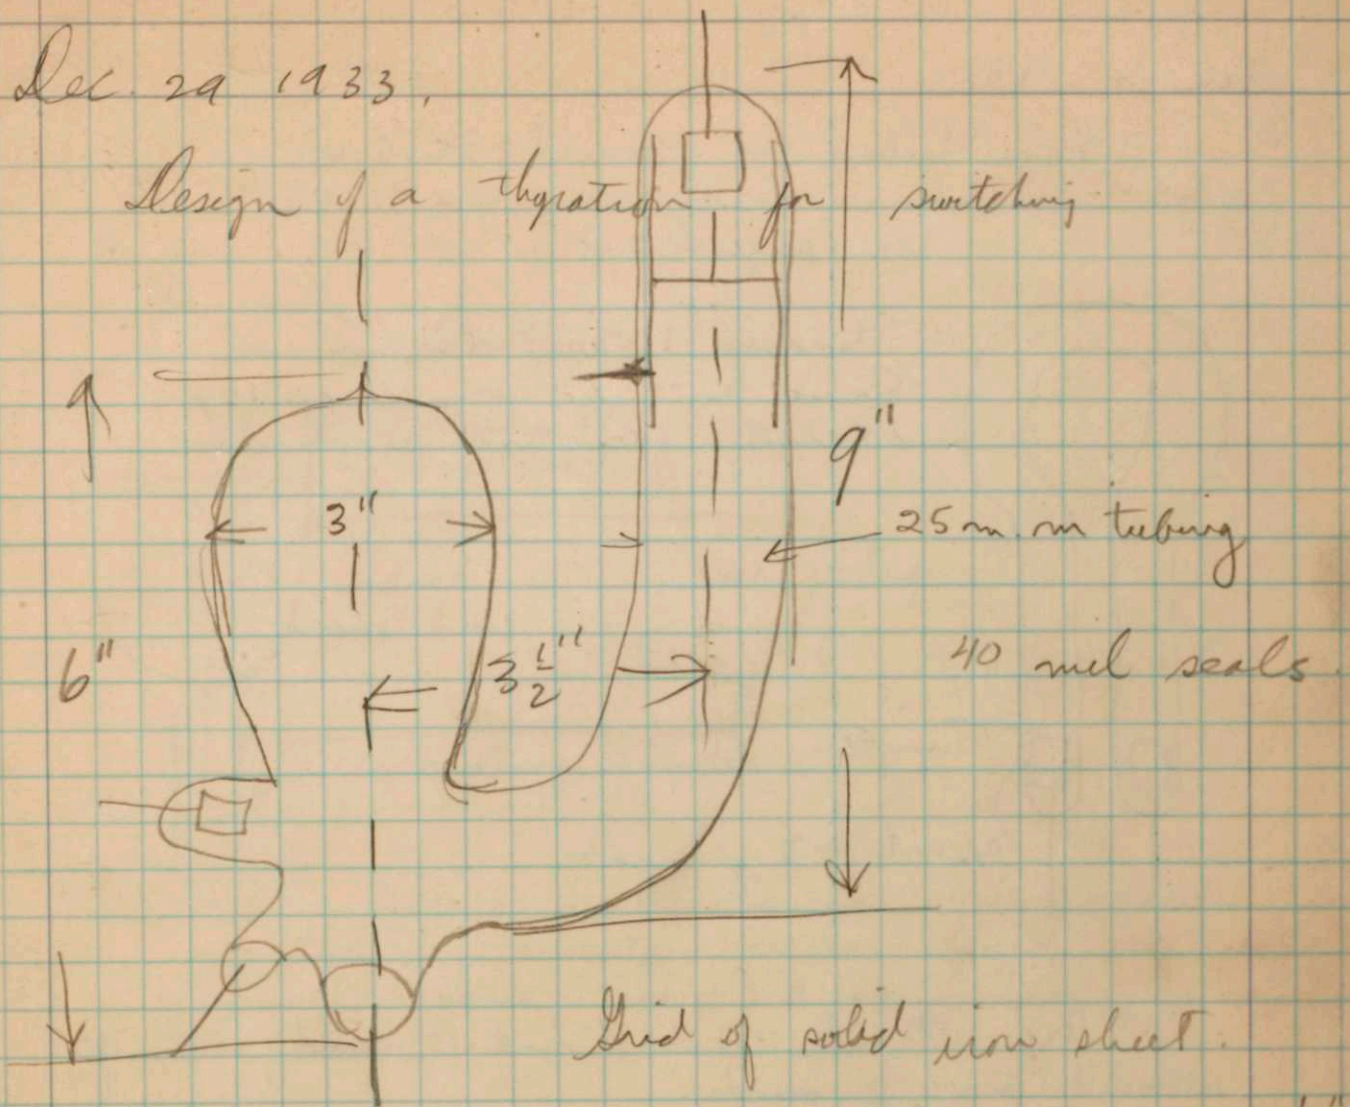 Dec. 29 1933.
Design of a thyratron for switching
9"
3"
25 m.m tubing
3 1/2"
6"
40 mil seals.
Grid of solid iron sheet.